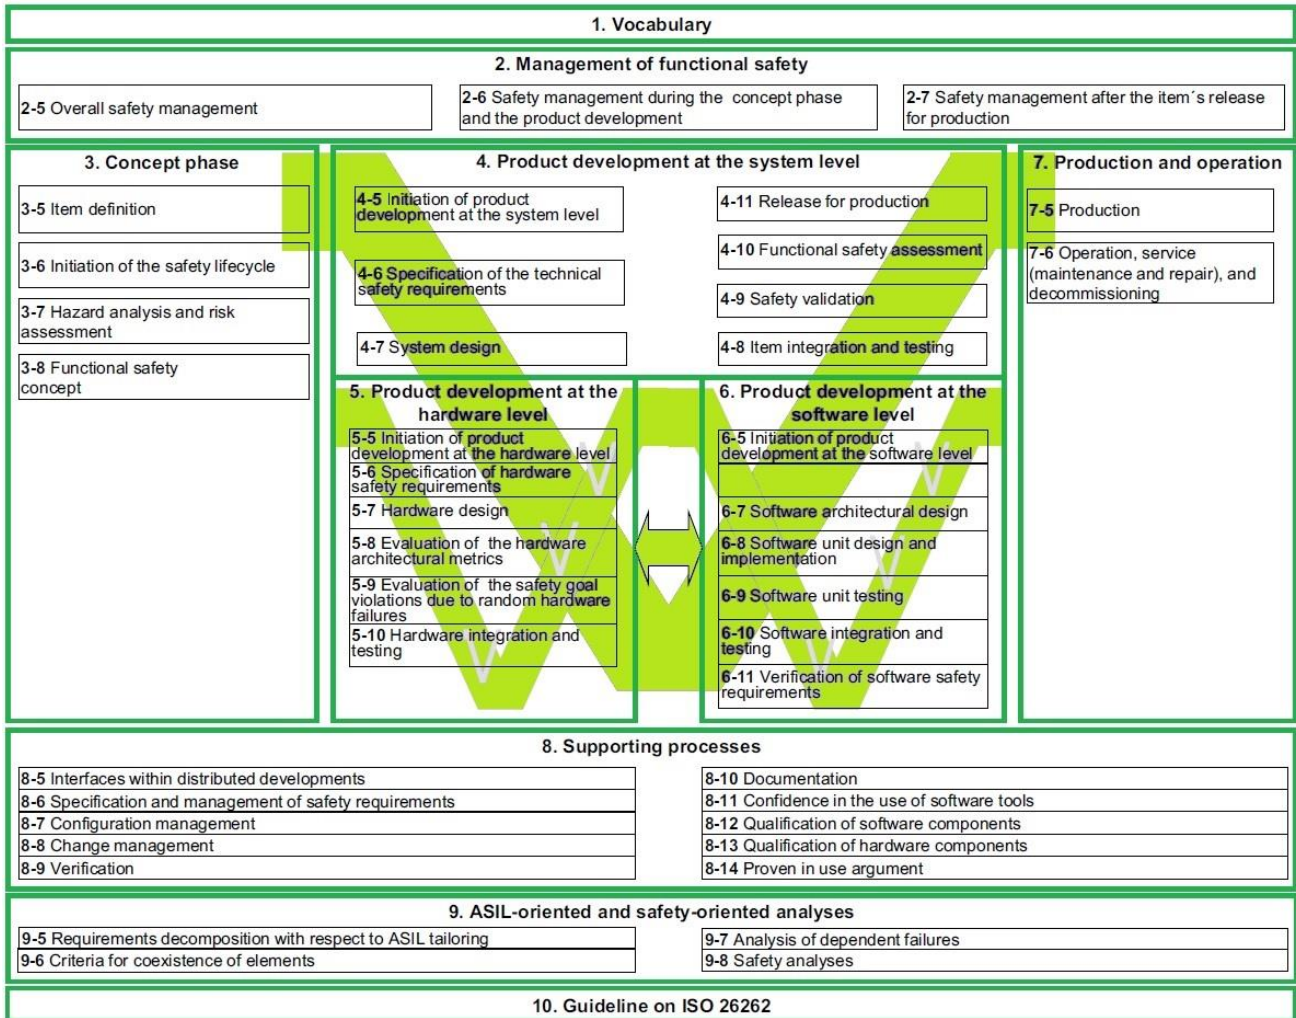 1. Vocabulary
2. Management of functional safety
2-5 Overall safety management
2-6 Safety management during the concept phase
and the product development
2-7 Safety management after the item´s release
for production
3. Concept phase
3-5 Item definition
3-6 Initiation of the safety lifecycle
3-7 Hazard analysis and risk
assessment
3-8 Functional safety
concept
4. Product development at the system level
4-5 Initiation of product
development at the system level
4-6 Specification of the technical
safety requirements
4-7 System design
4-11 Release for production
4-10 Functional safety assessment
4-9 Safety validation
4-8 Item integration and testing
7. Production and operation
7-5 Production
7-6 Operation, service
(maintenance and repair), and
decommissioning
5. Product development at the
hardware level
5-5 Initiation of product
development at the hardware level
5-6 Specification of hardware
safety requirements
5-7 Hardware design
5-8 Evaluation of the hardware
architectural metrics
5-9 Evaluation of the safety goal
violations due to random hardware
failures
5-10 Hardware integration and
testing
6. Product development at the
software level
6-5 Initiation of product
development at the software level
6-7 Software architectural design
6-8 Software unit design and
implementation
6-9 Software unit testing
6-10 Software integration and
testing
6-11 Verification of software safety
requirements
8. Supporting processes
8-5 Interfaces within distributed developments
8-6 Specification and management of safety requirements
8-7 Configuration management
8-8 Change management
8-9 Verification
8-10 Documentation
8-11 Confidence in the use of software tools
8-12 Qualification of software components
8-13 Qualification of hardware components
8-14 Proven in use argument
9. ASIL-oriented and safety-oriented analyses
9-5 Requirements decomposition with respect to ASIL tailoring
9-6 Criteria for coexistence of elements
9-7 Analysis of dependent failures
9-8 Safety analyses
10. Guideline on ISO 26262